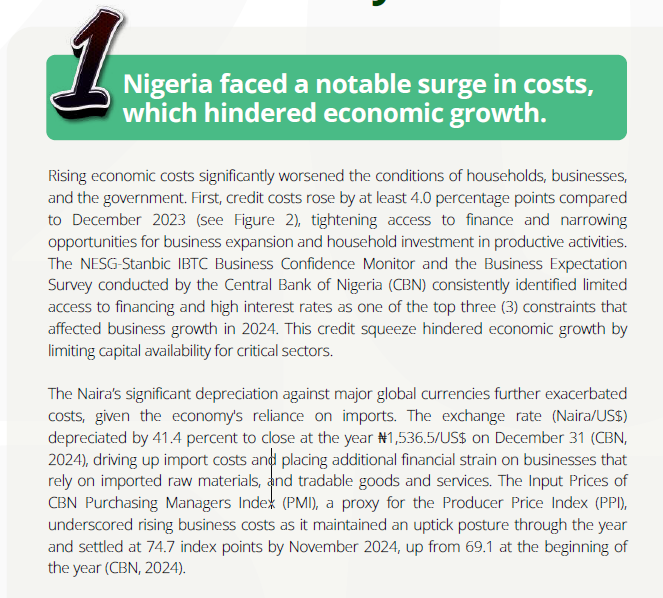 1
Nigeria faced a notable surge in costs,
which hindered economic growth.
Rising economic costs significantly worsened the conditions of households, businesses,
and the government. First, credit costs rose by at least 4.0 percentage points compared
to December 2023 (see Figure 2), tightening access to finance and narrowing
opportunities for business expansion and household investment in productive activities.
The NESG-Stanbic IBTC Business Confidence Monitor and the Business Expectation
Survey conducted by the Central Bank of Nigeria (CBN) consistently identified limited
access to financing and high interest rates as one of the top three (3) constraints that
affected business growth in 2024. This credit squeeze hindered economic growth by
limiting capital availability for critical sectors.
The Naira's significant depreciation against major global currencies further exacerbated
costs, given the economy's reliance on imports. The exchange rate (Naira/US$)
depreciated by 41.4 percent to close at the year ₦1,536.5/US$ on December 31 (CBN,
2024), driving up import costs and placing additional financial strain on businesses that
rely on imported raw materials, and tradable goods and services. The Input Prices of
CBN Purchasing Managers Index (PMI), a proxy for the Producer Price Index (PPI),
underscored rising business costs as it maintained an uptick posture through the year
and settled at 74.7 index points by November 2024, up from 69.1 at the beginning of
the year (CBN, 2024).